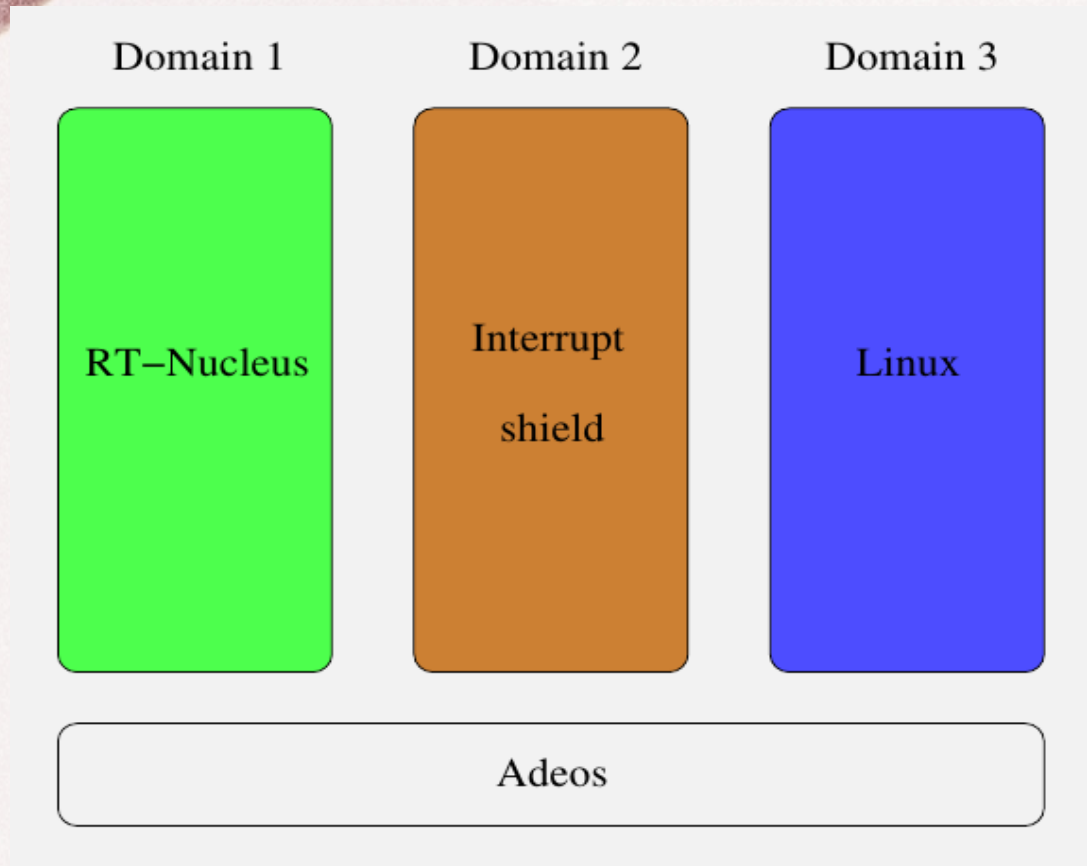 Domain 1
Domain 2
Domain 3
RT−Nucleus
Interrupt
shield
Linux
Adeos